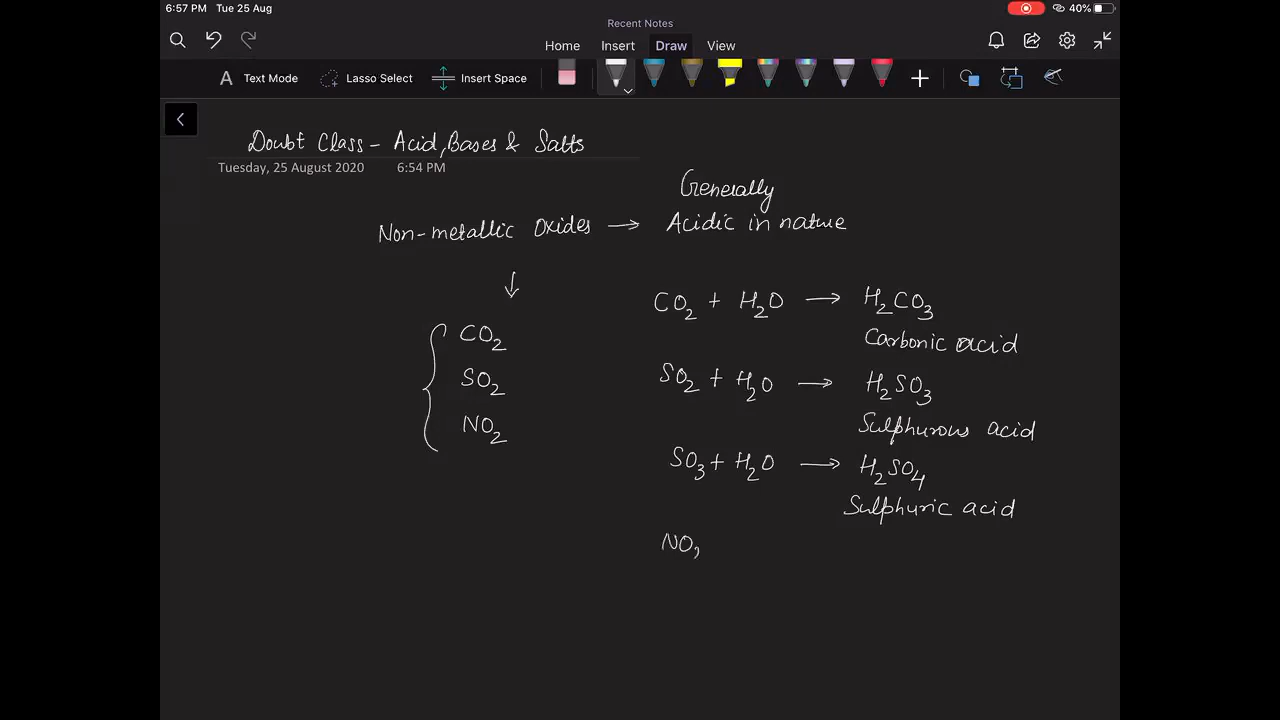 6:57 PM Tue 25 Aug
40%
Recent Notes
Home Insert Draw View
A Text Mode Lasso Select Insert Space
Doubt Class - Acid, Bases & Salts
Tuesday, 25 August 2020 6:54 PM
Generally
Non-metallic Oxides → Acidic in nature
↓
CO₂
SO₂
NO₂
CO₂ + H₂O → H₂CO₃
Carbonic acid
SO₂ + H₂O → H₂SO₃
Sulphurous acid
SO₃ + H₂O → H₂SO₄
Sulphuric acid
NO,